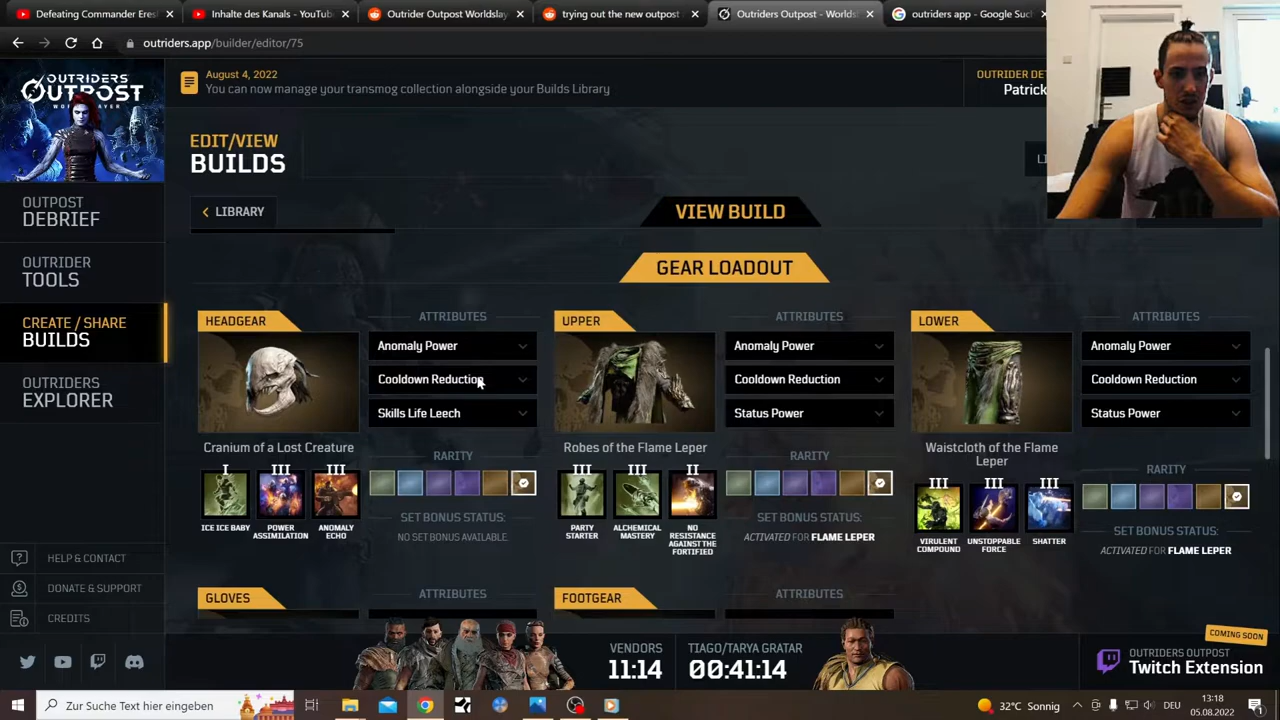 Defeating Commander Eresh
Inhalte des Kanals - YouTube
Outrider Outpost Worldslay
trying out the new outpost
Outriders Outpost - Worldsl
outriders app - Google Suc
outriders.app/builder/editor/75
OUTRIDERS
OUTPOST
August 4, 2022
You can now manage your transmog collection alongside your Builds Library
OUTRIDER DET
Patrick
EDIT/VIEW
BUILDS
LIBRARY
VIEW BUILD
GEAR LOADOUT
OUTPOST
DEBRIEF
OUTRIDER
TOOLS
CREATE / SHARE
BUILDS
OUTRIDERS
EXPLORER
HELP & CONTACT
DONATE & SUPPORT
CREDITS
HEADGEAR
ATTRIBUTES
Anomaly Power
Cooldown Reduction
Skills Life Leech
Cranium of a Lost Creature
RARITY
I III III
ICE ICE BABY
POWER ASSIMILATION
ANOMALY ECHO
SET BONUS STATUS:
NO SET BONUS AVAILABLE.
UPPER
ATTRIBUTES
Anomaly Power
Cooldown Reduction
Status Power
Robes of the Flame Leper
RARITY
III III II
PARTY STARTER
ALCHEMICAL MASTERY
NO RESISTANCE AGAINST THE FORTIFIED
SET BONUS STATUS:
ACTIVATED FOR FLAME LEPER
LOWER
ATTRIBUTES
Anomaly Power
Cooldown Reduction
Status Power
Waistcloth of the Flame
Leper
RARITY
III III III
VIRULENT COMPOUND
UNSTOPPABLE FORCE
SHATTER
SET BONUS STATUS:
ACTIVATED FOR FLAME LEPER
GLOVES
ATTRIBUTES
FOOTGEAR
ATTRIBUTES
VENDORS
11:14
TIAGO/TARYA GRATAR
00:41:14
COMING SOON
OUTRIDERS OUTPOST
Twitch Extension
Zur Suche Text hier eingeben
32°C Sonnig
DEU
13:18
05.08.2022